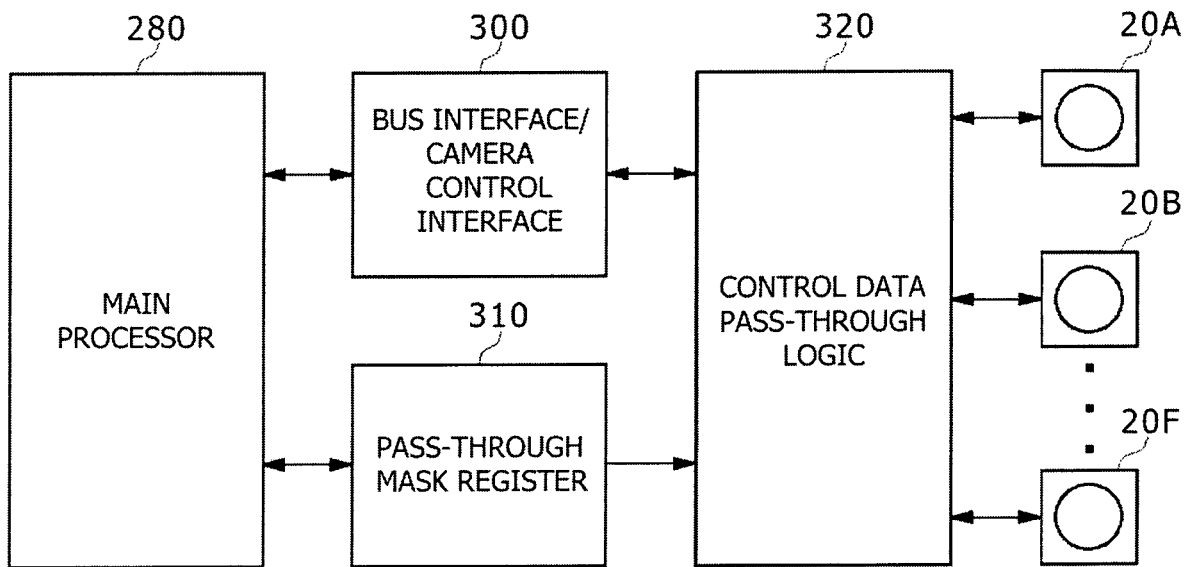 280
300
320
20A
BUS INTERFACE/
CAMERA
CONTROL
INTERFACE
20B
MAIN
PROCESSOR
310
CONTROL DATA
PASS-THROUGH
LOGIC
PASS-THROUGH
MASK REGISTER
20F